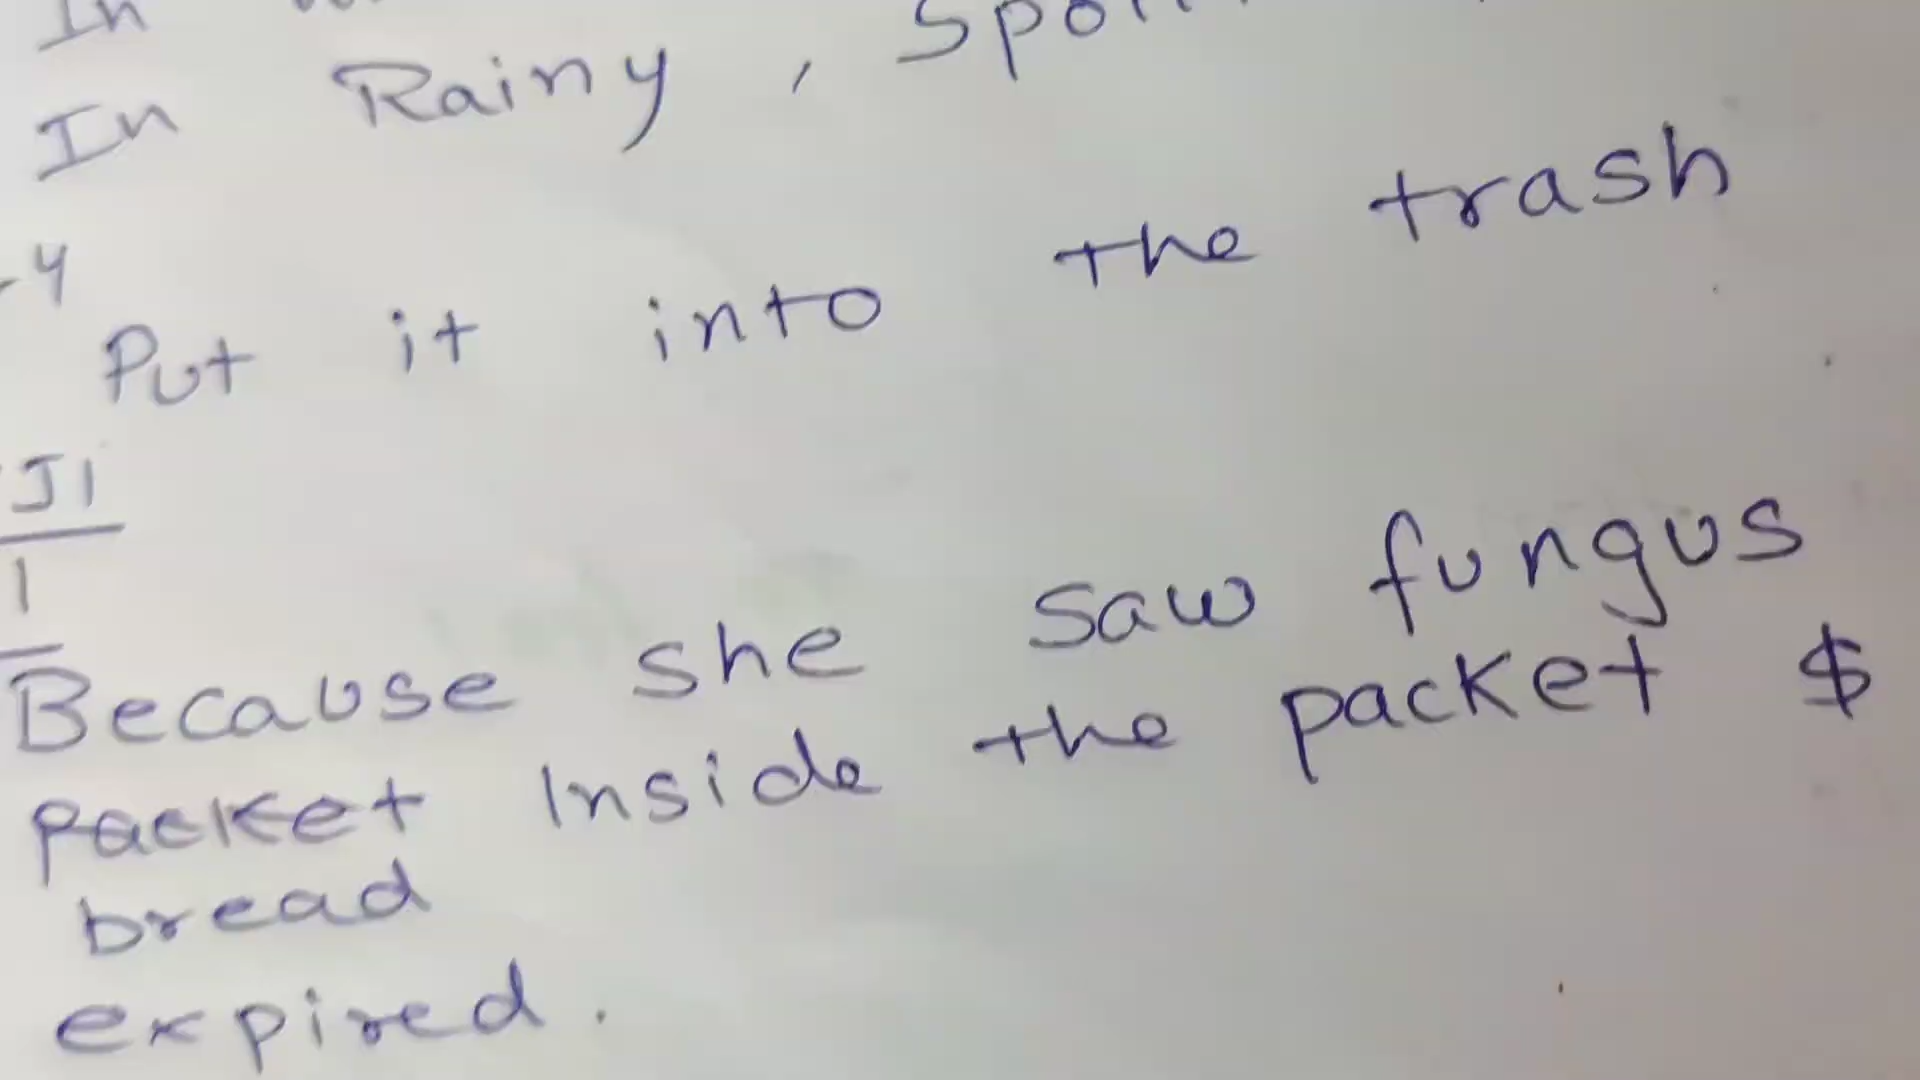 In
In Rainy,
-4
Put it into the trash
J1
1
Because she saw fungus
packet Inside the packet $
bread
expired.